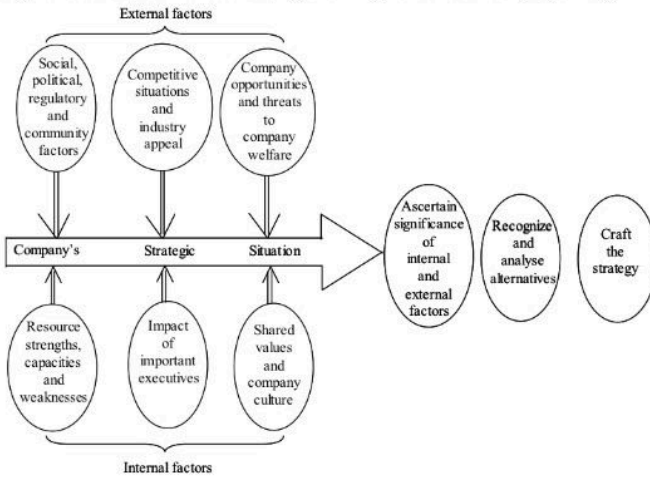 External factors
Social,
political,
regulatory
and
community
factors
Competitive
situations
and
industry
appeal
Company
opportunities
and threats
to
company
welfare
Company's Strategic Situation
Ascertain
significance
of
internal
and
external
factors
Recognize
and
analyse
alternatives
Craft
the
strategy
Resource
strengths,
capacities
and
weaknesses
Impact
of
important
executives
Shared
values
and
company
culture
Internal factors